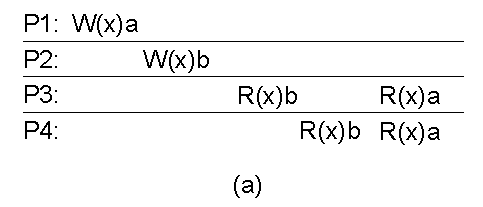 P1: W(x)a
P2: W(x)b
P3: R(x)b R(x)a
P4: R(x)b R(x)a
(a)